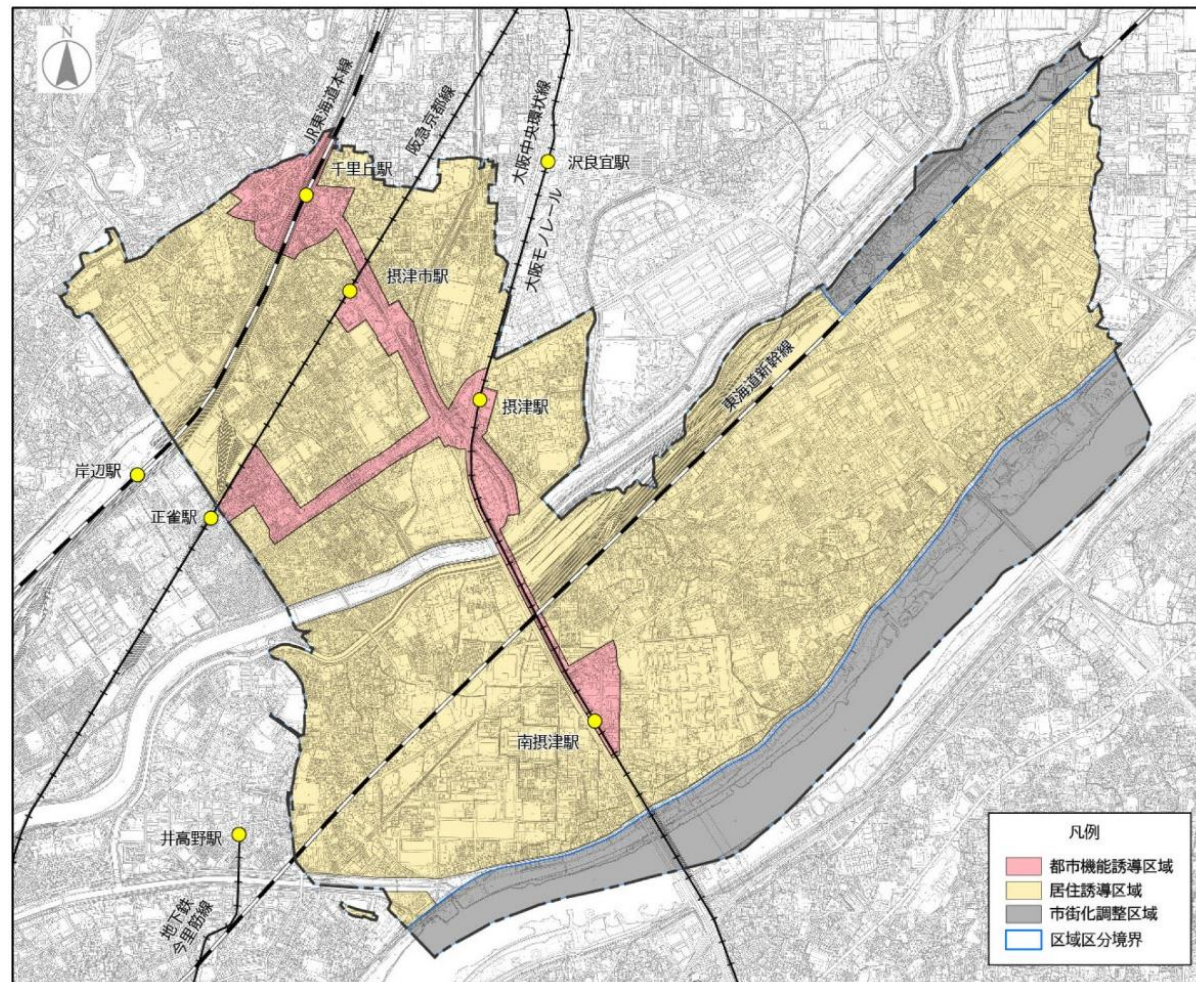 N
JR東海道本線
阪急京都線
大阪中央環状線
沢良宜駅
千里丘駅
大阪モノレール
摂津市駅
東海道新幹線
摂津駅
岸辺駅
正雀駅
南摂津駅
井高野駅
地下鉄
今里筋線
凡例
都市機能誘導区域
居住誘導区域
市街化調整区域
区域区分境界